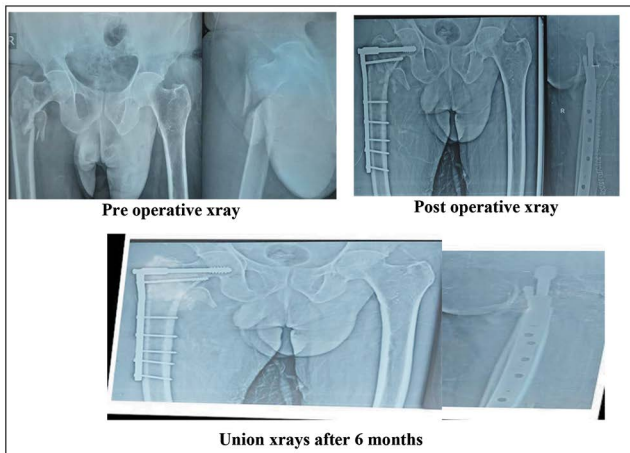 R
Pre operative xray
Post operative xray
R
Union xrays after 6 months